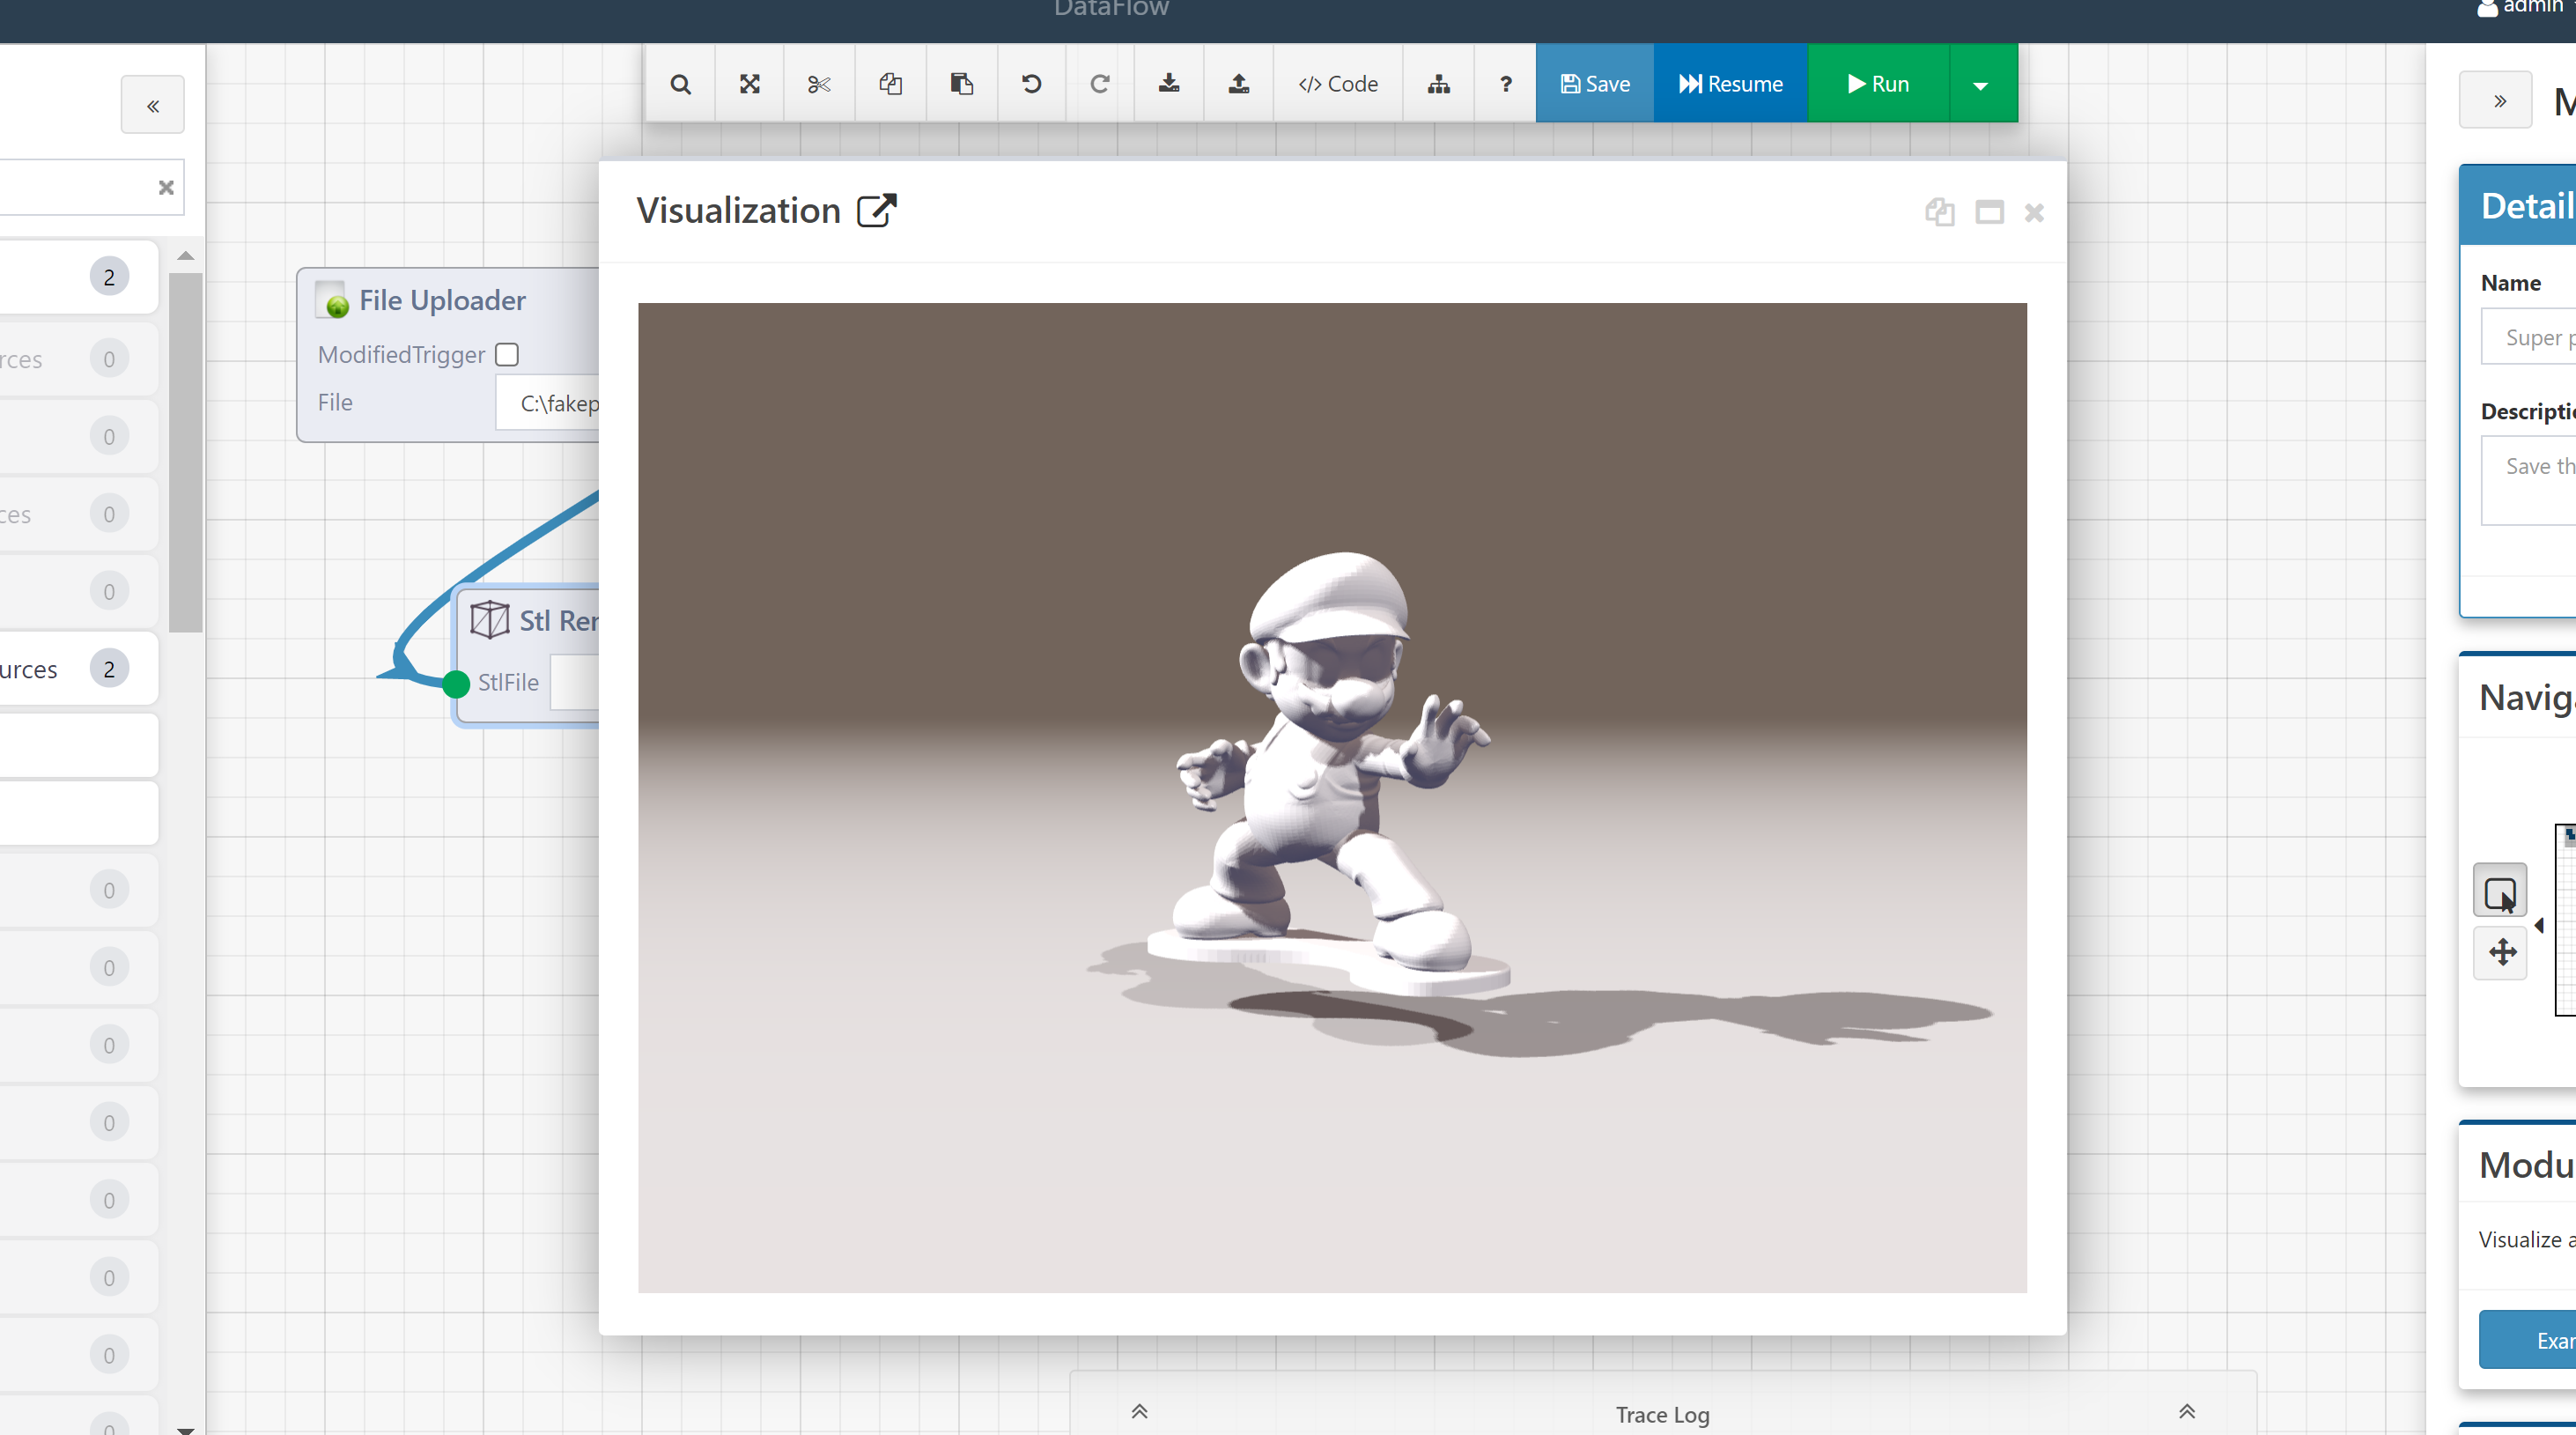 DataFlow
admin
</> Code
?
Save
Resume
Run
«
»
M
2
rces 0
0
ces 0
0
urces 2
0
0
0
0
0
0
0
0
File Uploader
ModifiedTrigger
File C:\fakep
Stl Ren
StlFile
Visualization
Detail
Name
Super p
Descriptio
Save th
Naviga
Modu
Visualize a
Exam
Trace Log